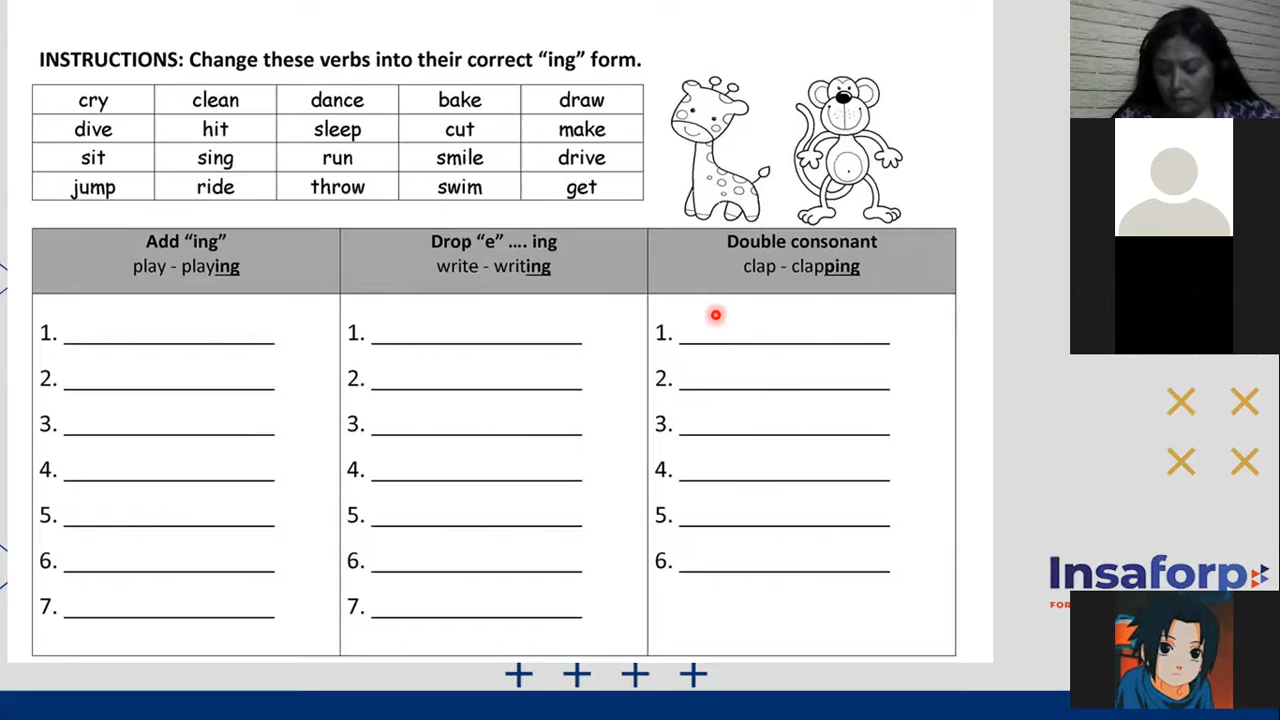 INSTRUCTIONS: Change these verbs into their correct “ing” form.
cry clean dance bake draw
dive hit sleep cut make
sit sing run smile drive
jump ride throw swim get
Add “ing” Drop “e” .... ing Double consonant
play - playing write - writing clap - clapping
1. 1. 1.
2. 2. 2.
3. 3. 3.
4. 4. 4.
5. 5. 5.
6. 6. 6.
7. 7.
Insaforp
FOR